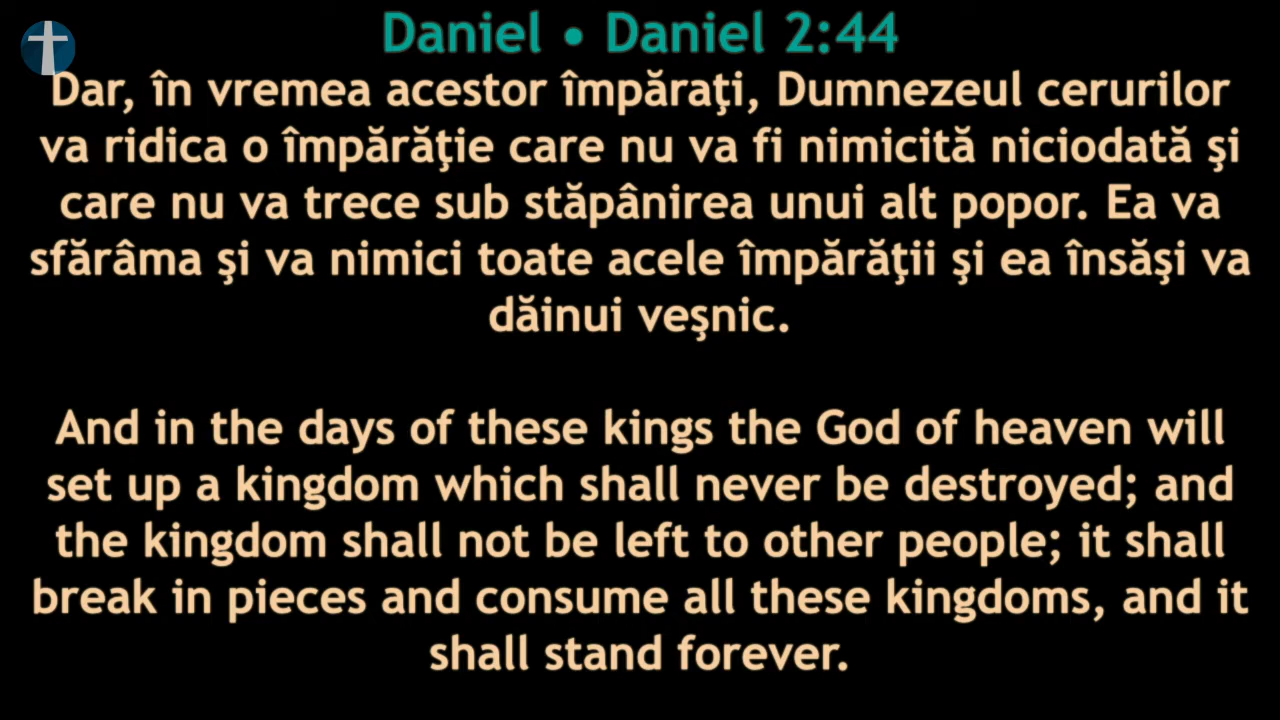 Daniel • Daniel 2:44
Dar, în vremea acestor împăraţi, Dumnezeul cerurilor
va ridica o împărăţie care nu va fi nimicită niciodată şi
care nu va trece sub stăpânirea unui alt popor. Ea va
sfărâma şi va nimici toate acele împărăţii şi ea însăşi va
dăinui veşnic.
And in the days of these kings the God of heaven will
set up a kingdom which shall never be destroyed; and
the kingdom shall not be left to other people; it shall
break in pieces and consume all these kingdoms, and it
shall stand forever.